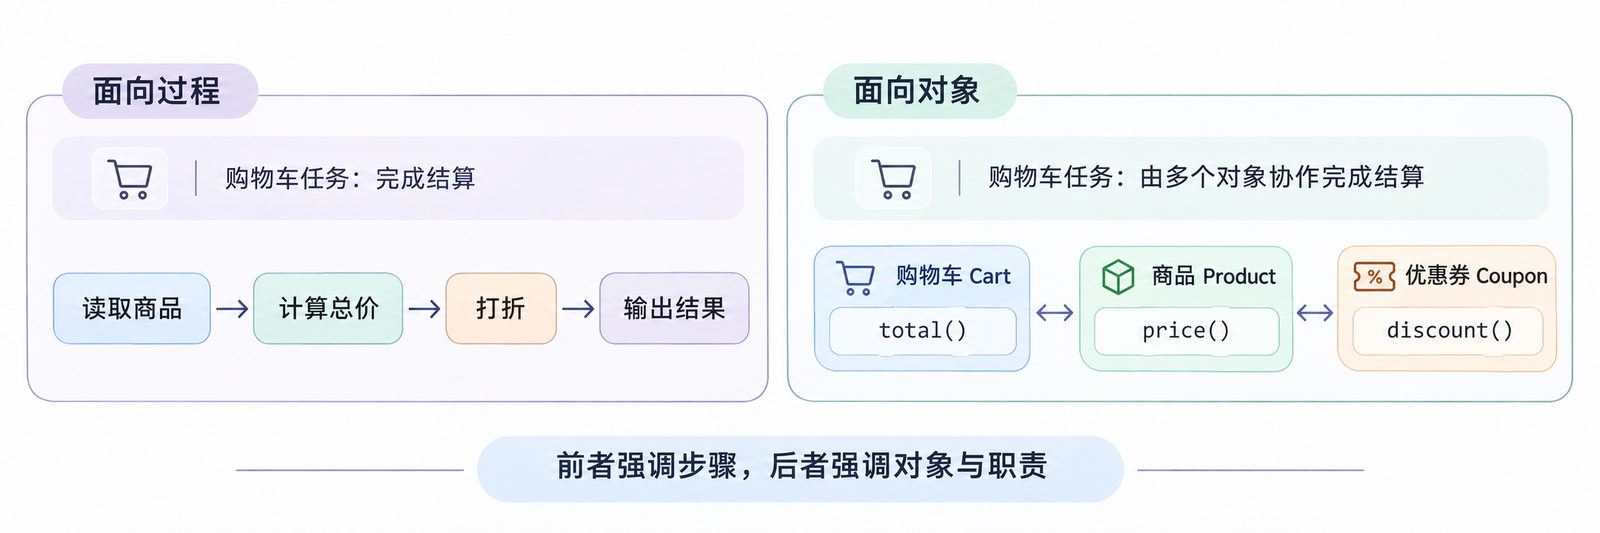 面向过程
购物车任务：完成结算
读取商品
计算总价
打折
输出结果
面向对象
购物车任务：由多个对象协作完成结算
购物车 Cart
total()
商品 Product
price()
优惠券 Coupon
discount()
前者强调步骤，后者强调对象与职责